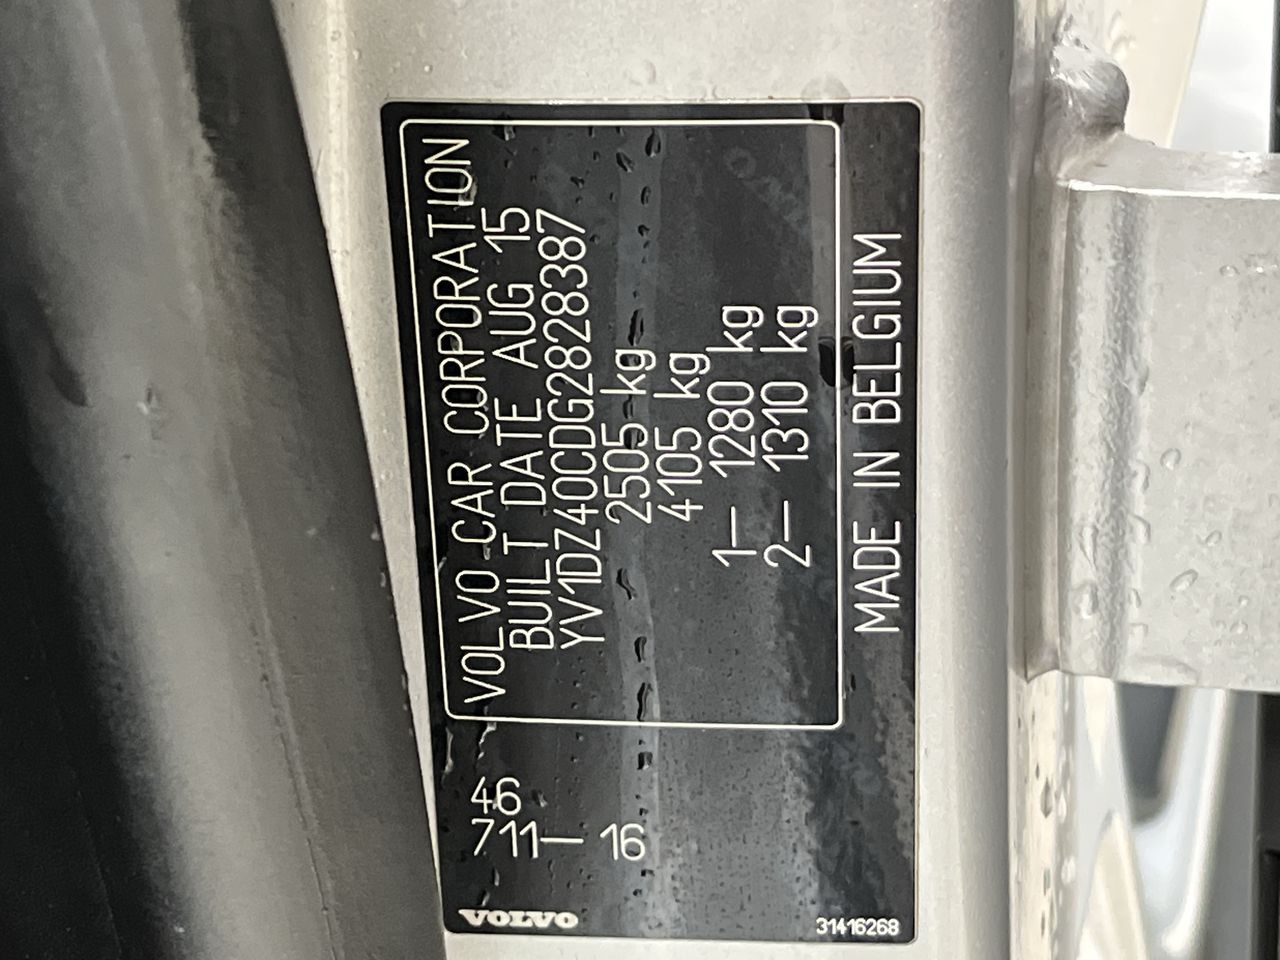 VOLVO CAR CORPORATION
BUILT DATE AUG 15
YV1DZ40CDG2828387
2505 kg
4105 kg
1– 1280 kg
2– 1310 kg
MADE IN BELGIUM
46
711– 16
VOLVO
31416268